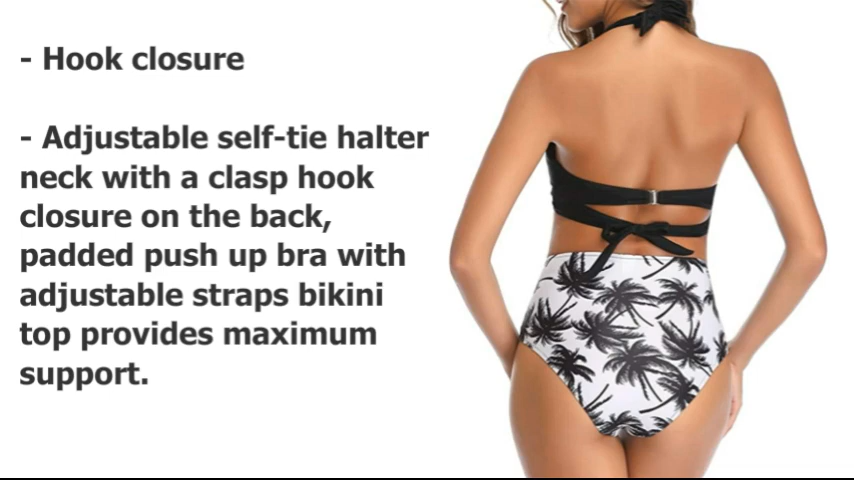 - Hook closure
- Adjustable self-tie halter
neck with a clasp hook
closure on the back,
padded push up bra with
adjustable straps bikini
top provides maximum
support.